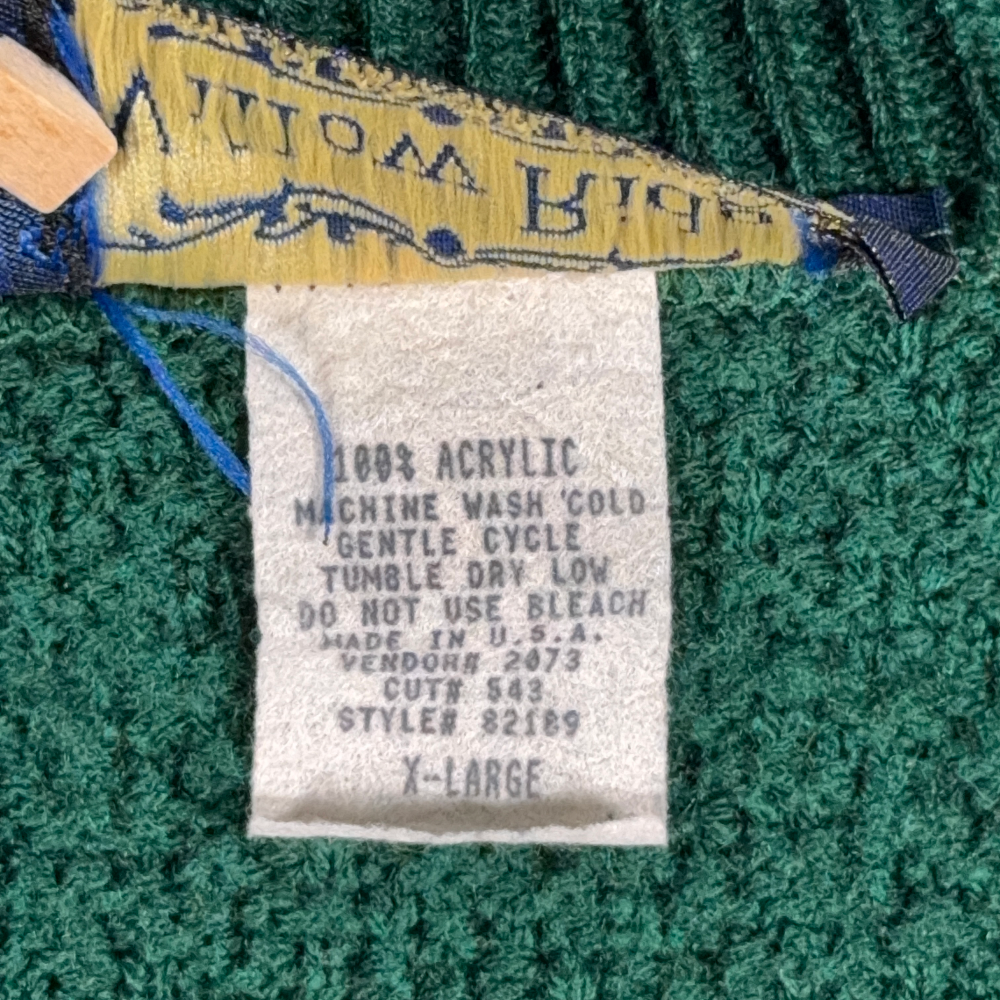 100% ACRYLIC
MACHINE WASH COLD
GENTLE CYCLE
TUMBLE DRY LOW
DO NOT USE BLEACH
MADE IN U.S.A.
VENDOR# 2073
CUT# 543
STYLE# 82189
X-LARGE